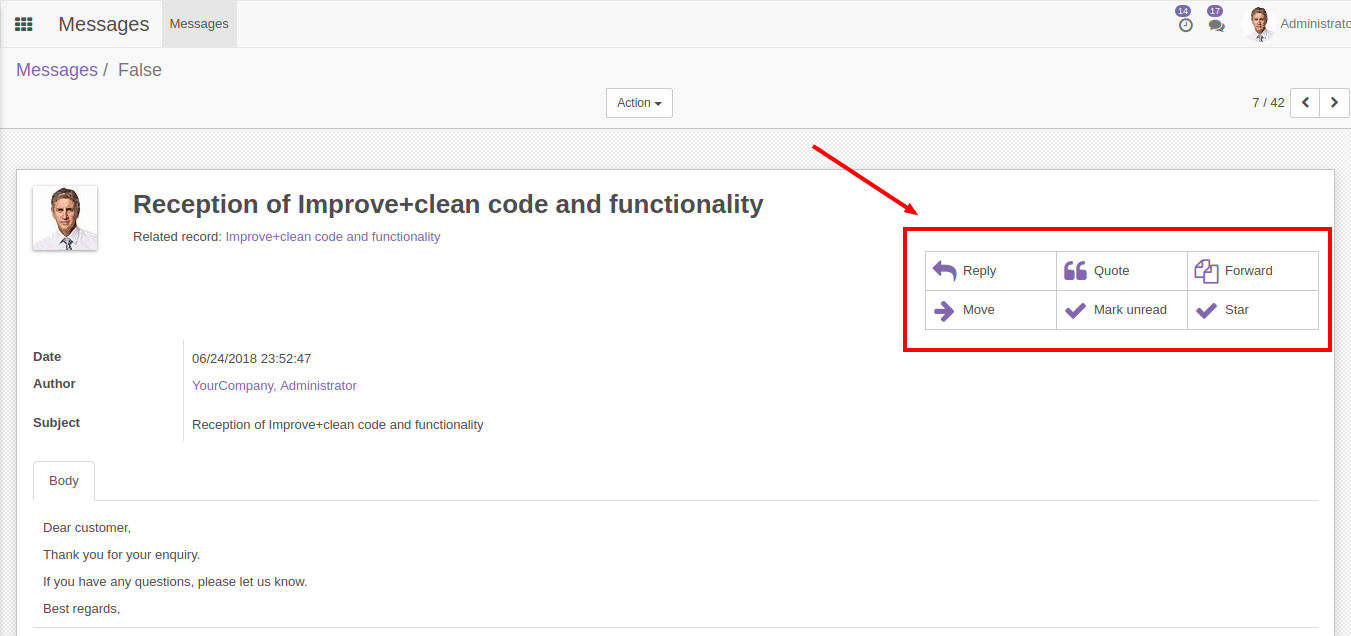 Messages Messages 14 17 Administrato
Messages / False
Action 7 / 42
Reception of Improve+clean code and functionality
Related record: Improve+clean code and functionality
Reply Quote Forward
Move Mark unread Star
Date 06/24/2018 23:52:47
Author YourCompany, Administrator
Subject Reception of Improve+clean code and functionality
Body
Dear customer,
Thank you for your enquiry.
If you have any questions, please let us know.
Best regards,